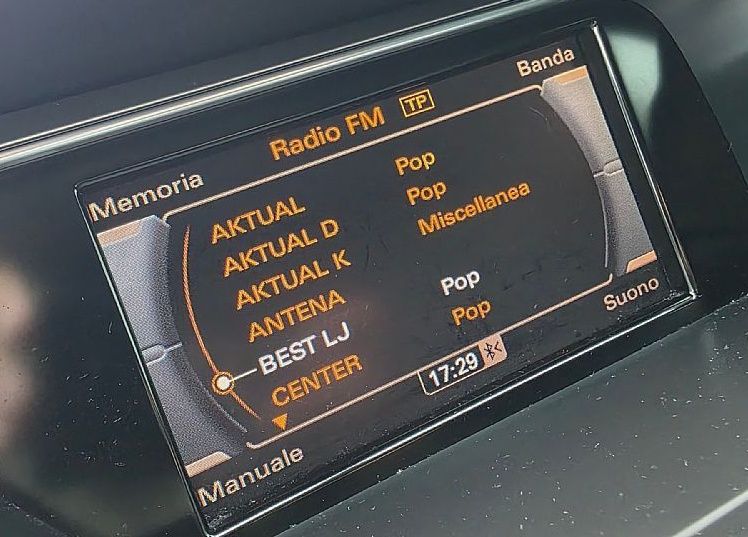 Banda
Radio FM TP
Memoria
AKTUAL Pop
AKTUAL D Pop
AKTUAL K Miscellanea
ANTENA
BEST LJ Pop
CENTER Pop
Suono
17:29
Manuale